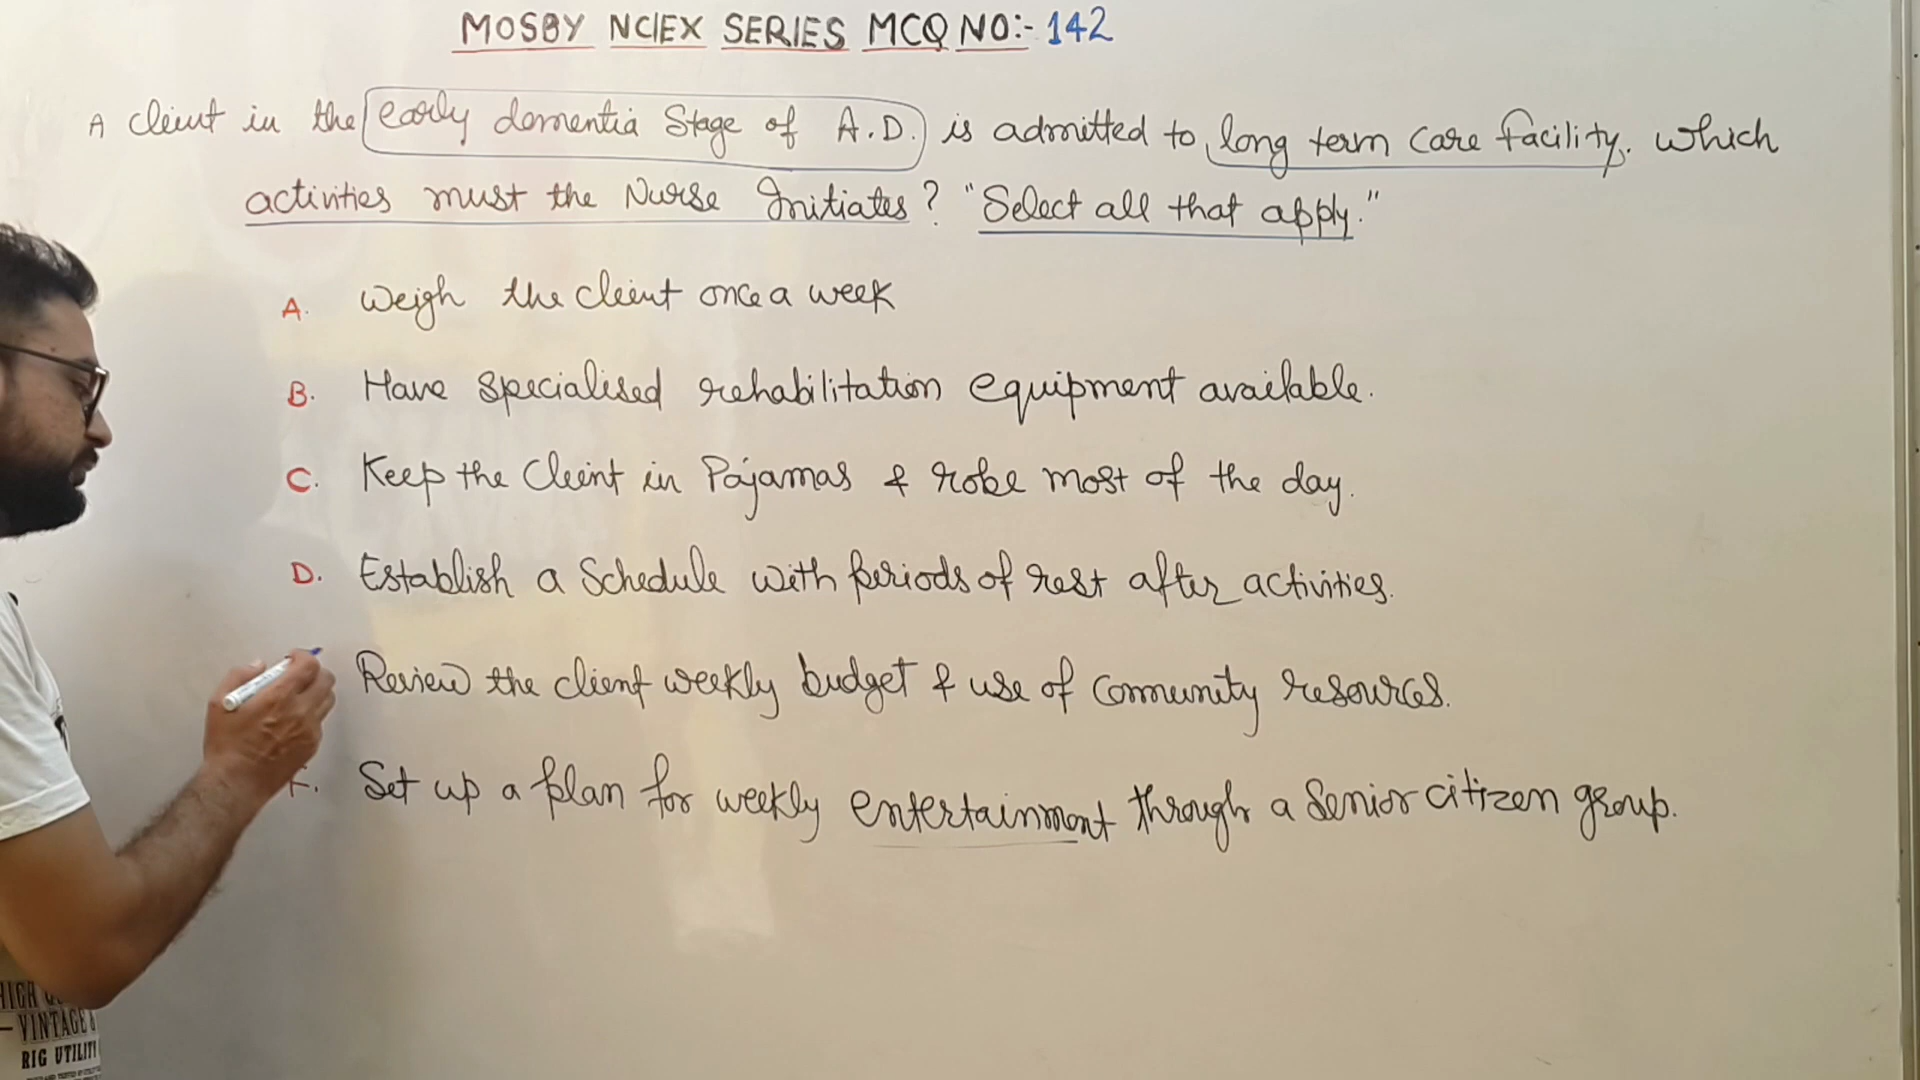 MOSBY NCLEX SERIES MCQ NO:- 142
A client in the early dementia Stage of A.D. is admitted to long term care facility. which
activities must the Nurse Initiates? "Select all that apply."
A. Weigh the client once a week
B. Have specialised rehabilitation equipment available.
C. Keep the Client in Pajamas & robe most of the day.
D. Establish a Schedule with periods of rest after activities.
Review the client weekly budget & use of Community resources.
F. Set up a plan for weekly entertainment through a Senior citizen group.
HIGH
VINTAGE &
RIG UTILITY